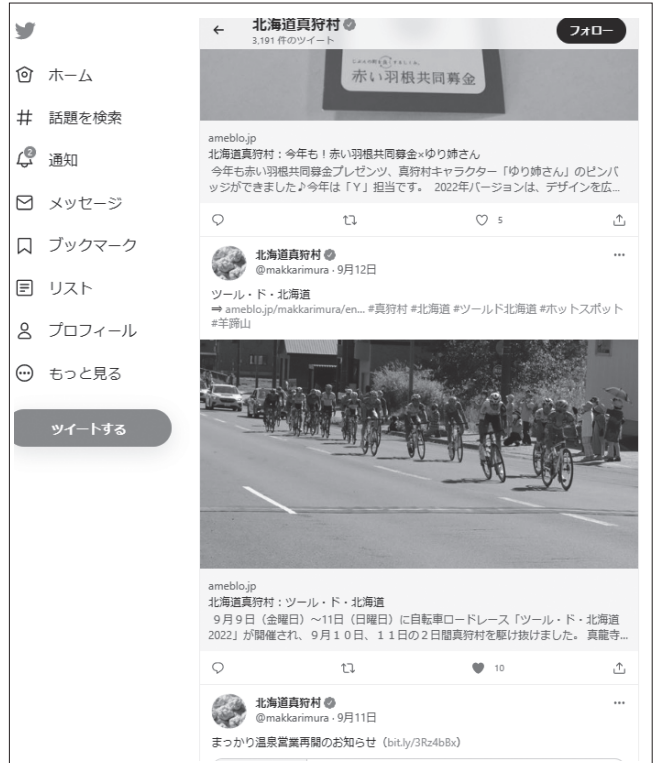 北海道真狩村
3,191 件のツイート
フォロー
ホーム
話題を検索
2
通知
メッセージ
ブックマーク
リスト
プロフィール
もっと見る
ツイートする
赤い羽根共同募金
ameblo.jp
北海道真狩村：今年も！赤い羽根共同募金×ゆり姉さん
今年も赤い羽根共同募金プレゼンツ、真狩村キャラクター「ゆり姉さん」のピンバ
ッジができました♪今年は「Y」担当です。 2022年バージョンは、デザインを広...
5
北海道真狩村
@makkarimura・9月12日
ツール・ド・北海道
➡ ameblo.jp/makkarimura/en... #真狩村 #北海道 #ツールド北海道 #ホットスポット
#羊蹄山
ameblo.jp
北海道真狩村：ツール・ド・北海道
９月９日（金曜日）～11日（日曜日）に自転車ロードレース「ツール・ド・北海道
2022」が開催され、９月１０日、１１日の２日間真狩村を駆け抜けました。 真龍寺...
10
北海道真狩村
@makkarimura・9月11日
まっかり温泉営業再開のお知らせ（bit.ly/3Rz4bBx）